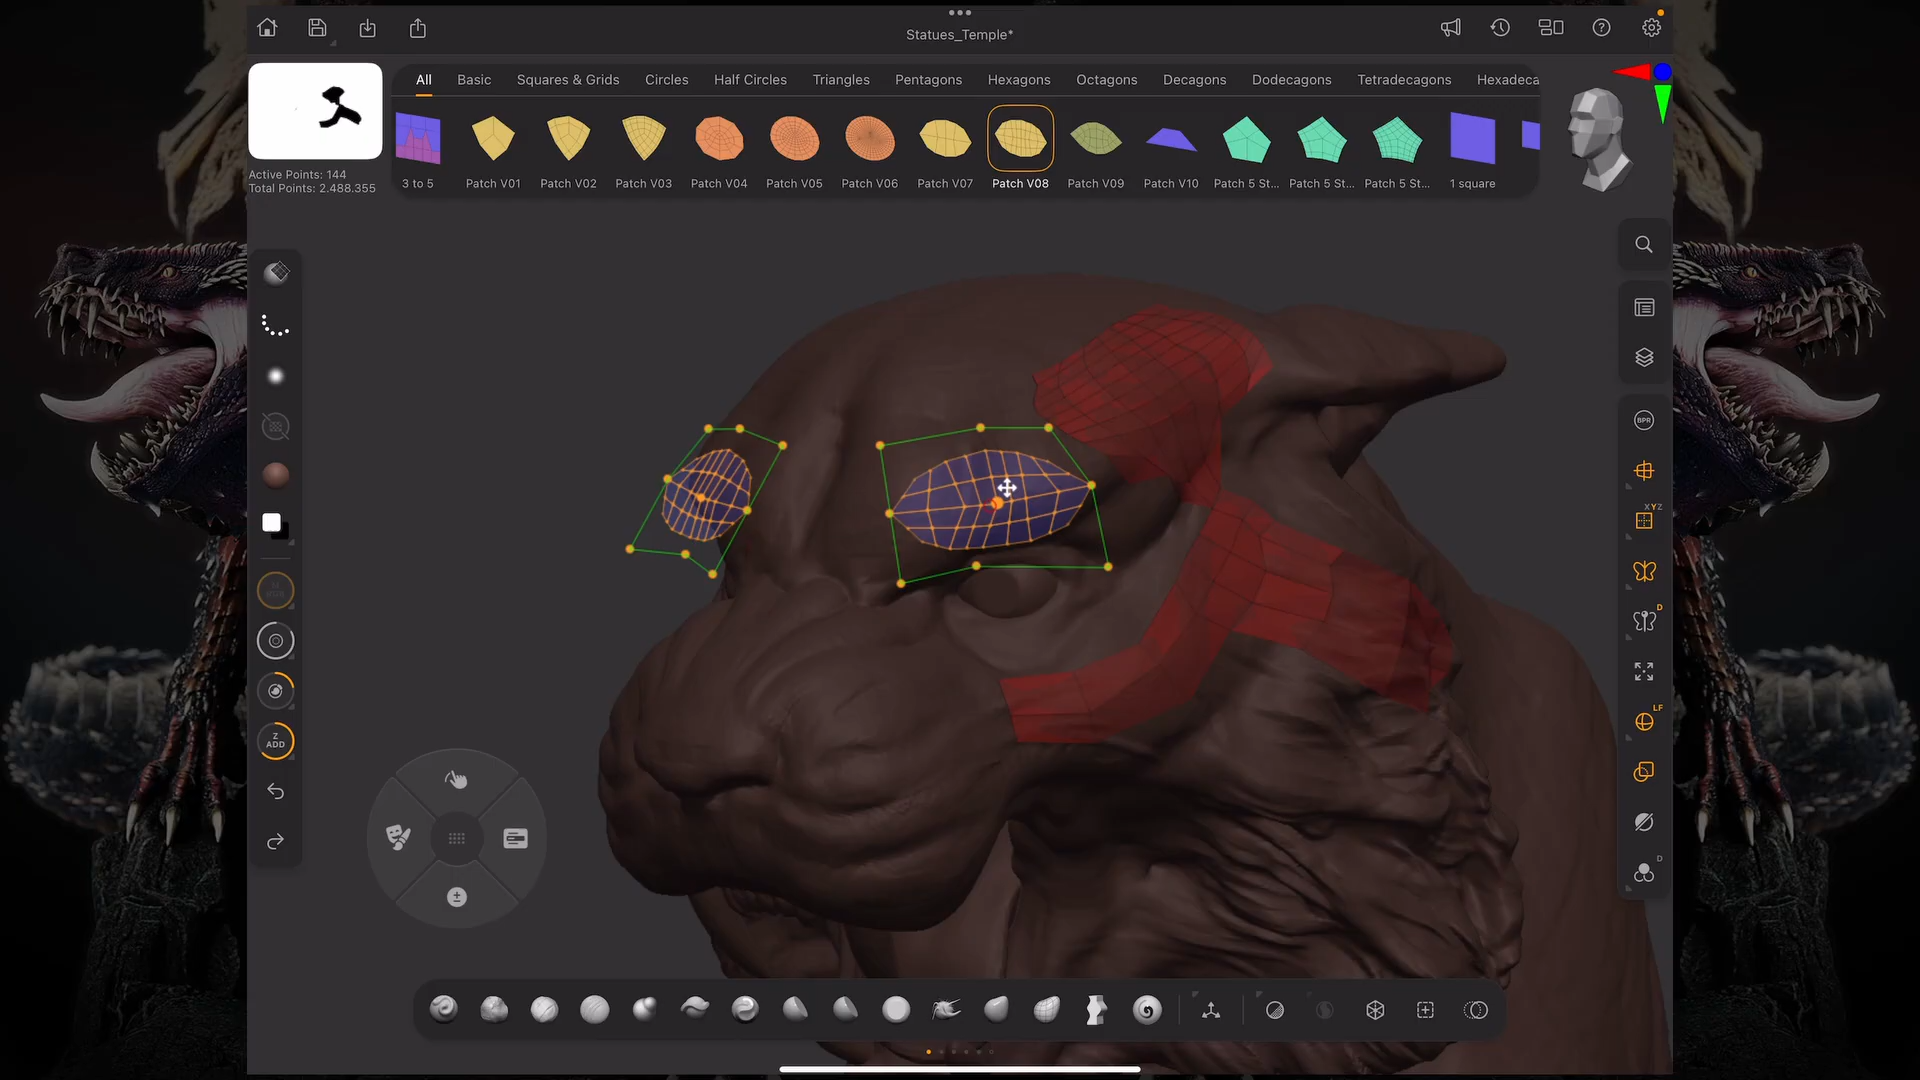 Statues_Temple*
All Basic Squares & Grids Circles Half Circles Triangles Pentagons Hexagons Octagons Decagons Dodecagons Tetradecagons Hexadeca
3 to 5 Patch V01 Patch V02 Patch V03 Patch V04 Patch V05 Patch V06 Patch V07 Patch V08 Patch V09 Patch V10 Patch 5 St... Patch 5 St... Patch 5 St... 1 square
Active Points: 144
Total Points: 2.488.355
BPR
XYZ
D
LF
Z
ADD
D